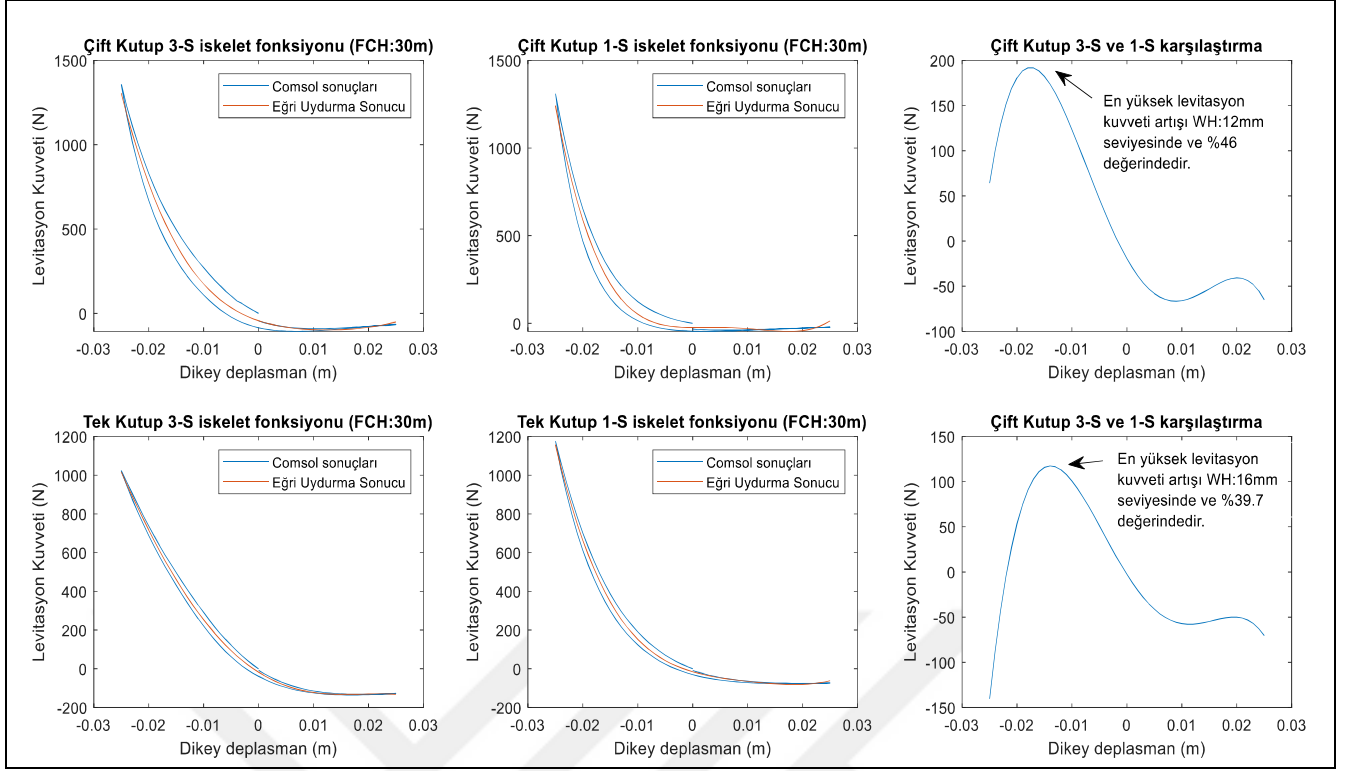 Çift Kutup 3-S iskelet fonksiyonu (FCH:30m)
1500
1000
500
0
Levitasyon Kuvveti (N)
Comsol sonuçları
Eğri Uydurma Sonucu
-0.03 -0.02 -0.01 0 0.01 0.02 0.03
Dikey deplasman (m)
Çift Kutup 1-S iskelet fonksiyonu (FCH:30m)
1500
1000
500
0
Levitasyon Kuvveti (N)
Comsol sonuçları
Eğri Uydurma Sonucu
-0.03 -0.02 -0.01 0 0.01 0.02 0.03
Dikey deplasman (m)
Çift Kutup 3-S ve 1-S karşılaştırma
200
150
100
50
0
-50
-100
Levitasyon Kuvveti (N)
En yüksek levitasyon
kuvveti artışı WH:12mm
seviyesinde ve %46
değerindedir.
-0.03 -0.02 -0.01 0 0.01 0.02 0.03
Dikey deplasman (m)
Tek Kutup 3-S iskelet fonksiyonu (FCH:30m)
1200
1000
800
600
400
200
0
-200
Levitasyon Kuvveti (N)
Comsol sonuçları
Eğri Uydurma Sonucu
-0.03 -0.02 -0.01 0 0.01 0.02 0.03
Dikey deplasman (m)
Tek Kutup 1-S iskelet fonksiyonu (FCH:30m)
1200
1000
800
600
400
200
0
-200
Levitasyon Kuvveti (N)
Comsol sonuçları
Eğri Uydurma Sonucu
-0.03 -0.02 -0.01 0 0.01 0.02 0.03
Dikey deplasman (m)
Çift Kutup 3-S ve 1-S karşılaştırma
150
100
50
0
-50
-100
-150
Levitasyon Kuvveti (N)
En yüksek levitasyon
kuvveti artışı WH:16mm
seviyesinde ve %39.7
değerindedir.
-0.03 -0.02 -0.01 0 0.01 0.02 0.03
Dikey deplasman (m)